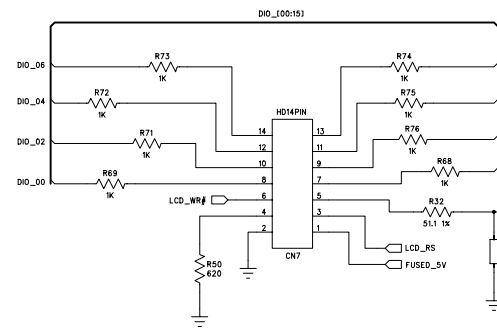 DIO_[00:15]
R73
R74
DIO_06
1K
1K
R72
R75
DIO_04
1K
1K
HD14PIN
R71
14
13
R76
DIO_02
1K
12
11
1K
10
9
R69
R68
DIO_00
1K
8
7
1K
LCD_WR#
6
5
R32
4
3
51.1 1%
2
1
LCD_RS
CN7
FUSED_5V
R50
620